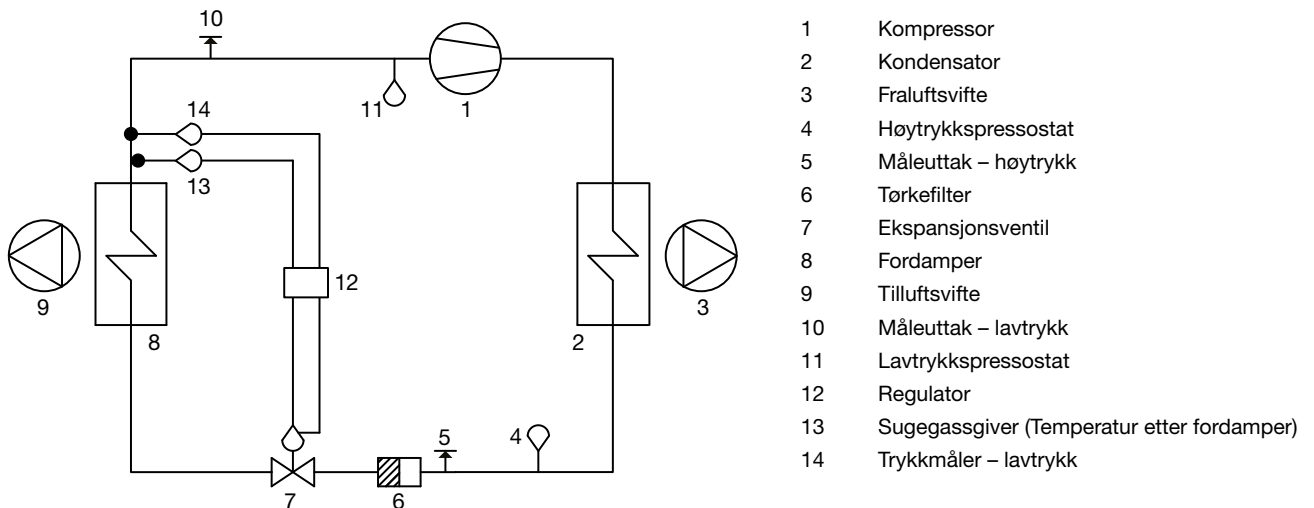 10
14
13
11
1
12
9
8
2
3
5
4
7
6
1 Kompressor
2 Kondensator
3 Fraluftsvifte
4 Høytrykkspressostat
5 Måleuttak – høytrykk
6 Tørkefilter
7 Ekspansjonsventil
8 Fordamper
9 Tilluftsvifte
10 Måleuttak – lavtrykk
11 Lavtrykkspressostat
12 Regulator
13 Sugegassgiver (Temperatur etter fordamper)
14 Trykkmåler – lavtrykk